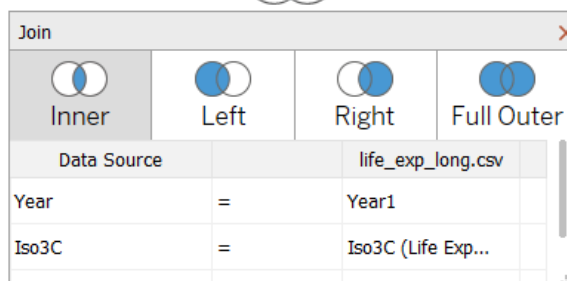 Join
Inner Left Right Full Outer
Data Source life_exp_long.csv
Year = Year1
Iso3C = Iso3C (Life Exp...